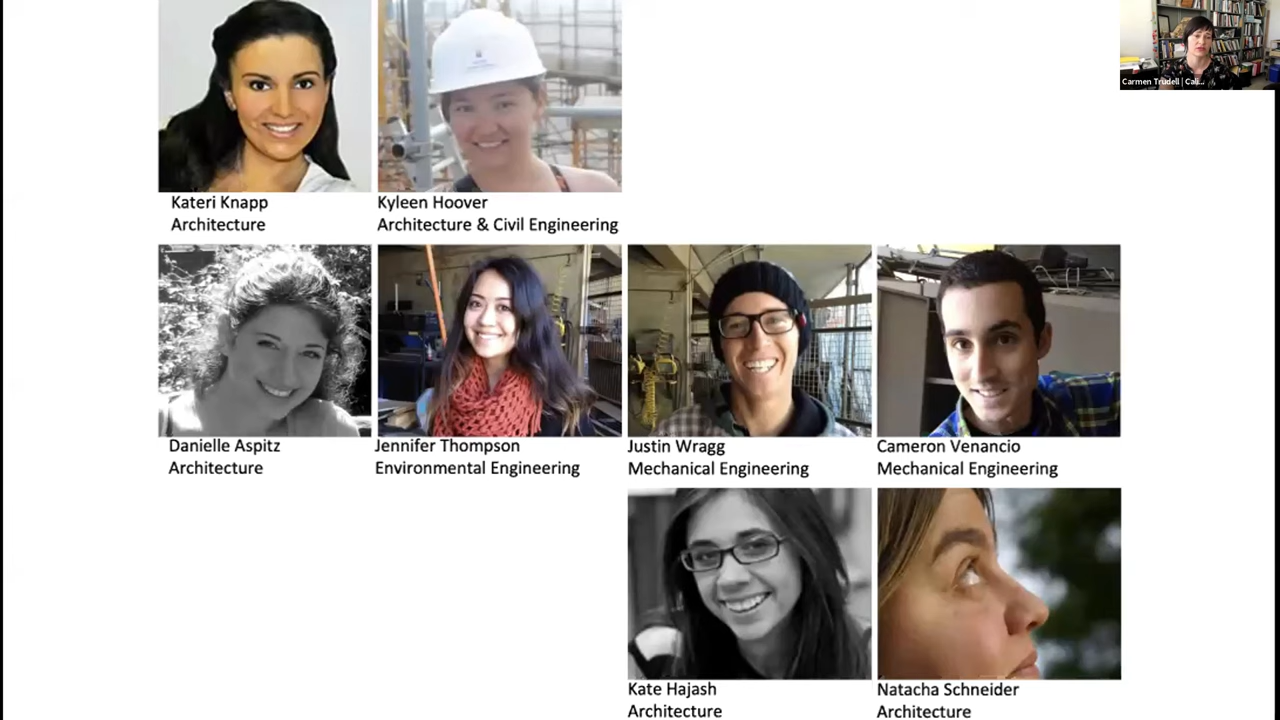 Carmen Trudell | Cali...
Kateri Knapp
Architecture
Kyleen Hoover
Architecture & Civil Engineering
Danielle Aspitz
Architecture
Jennifer Thompson
Environmental Engineering
Justin Wragg
Mechanical Engineering
Cameron Venancio
Mechanical Engineering
Kate Hajash
Architecture
Natacha Schneider
Architecture